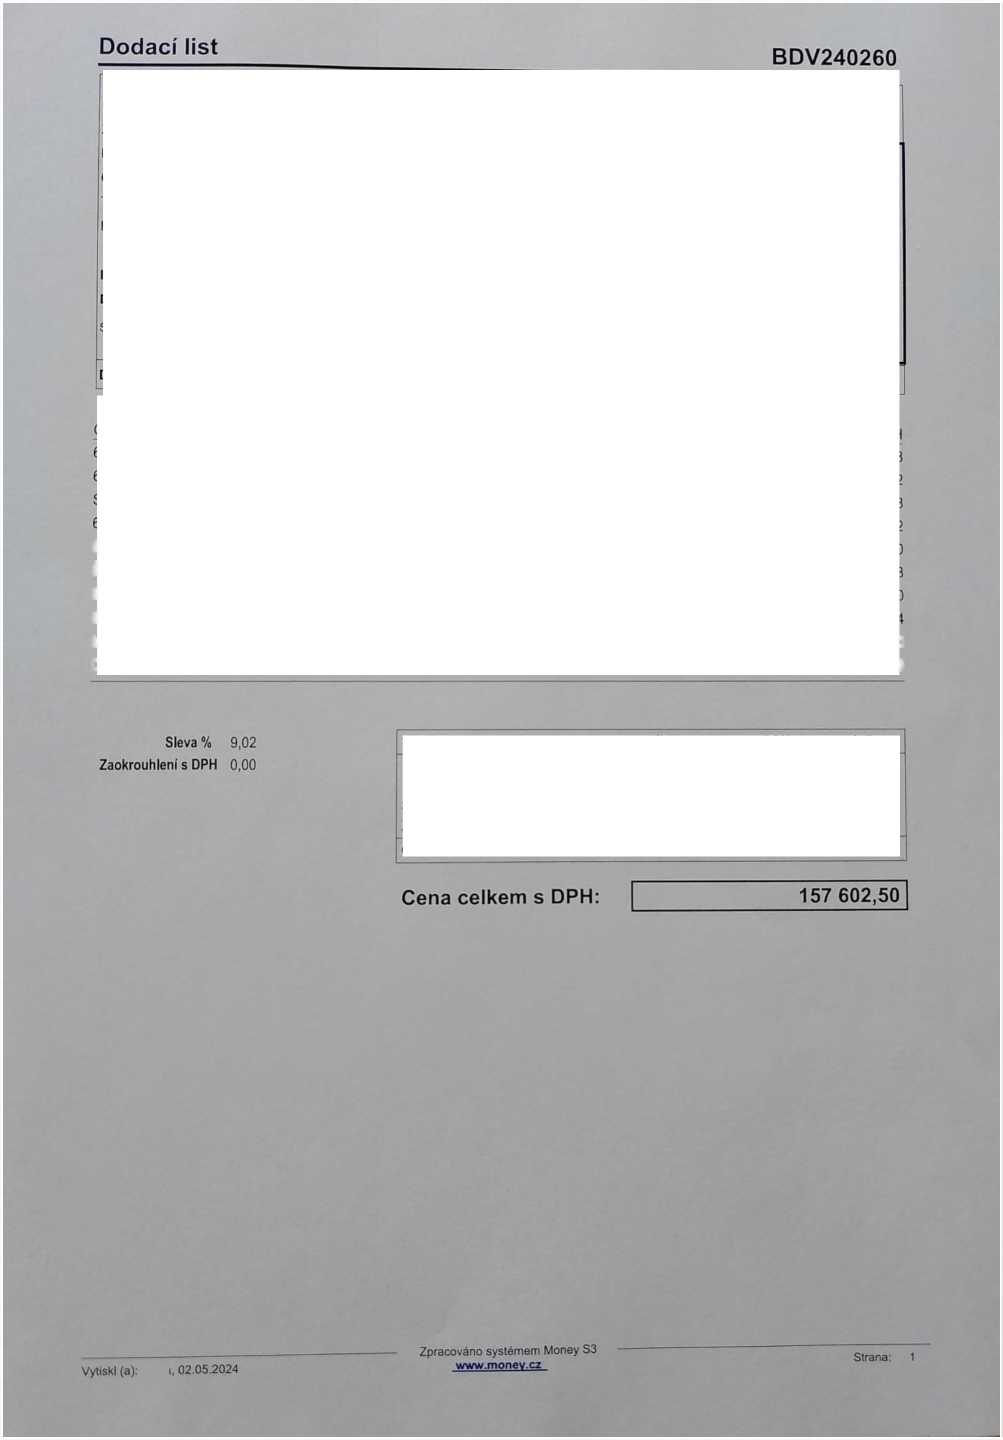 Dodací list
BDV240260
Sleva % 9,02
Zaokrouhlení s DPH 0,00
Cena celkem s DPH: 157 602,50
Zpracováno systémem Money S3
www.money.cz
Vytiskl (a): , 02.05.2024
Strana: 1